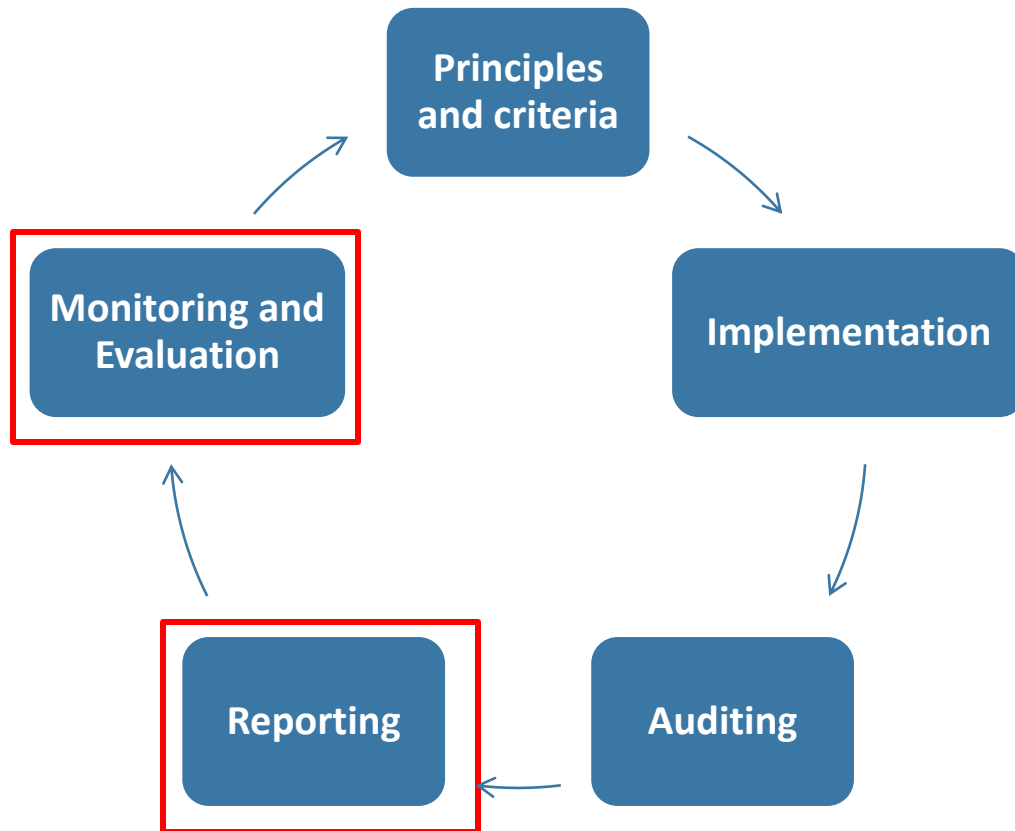 Principles
and criteria
Implementation
Auditing
Reporting
Monitoring and
Evaluation